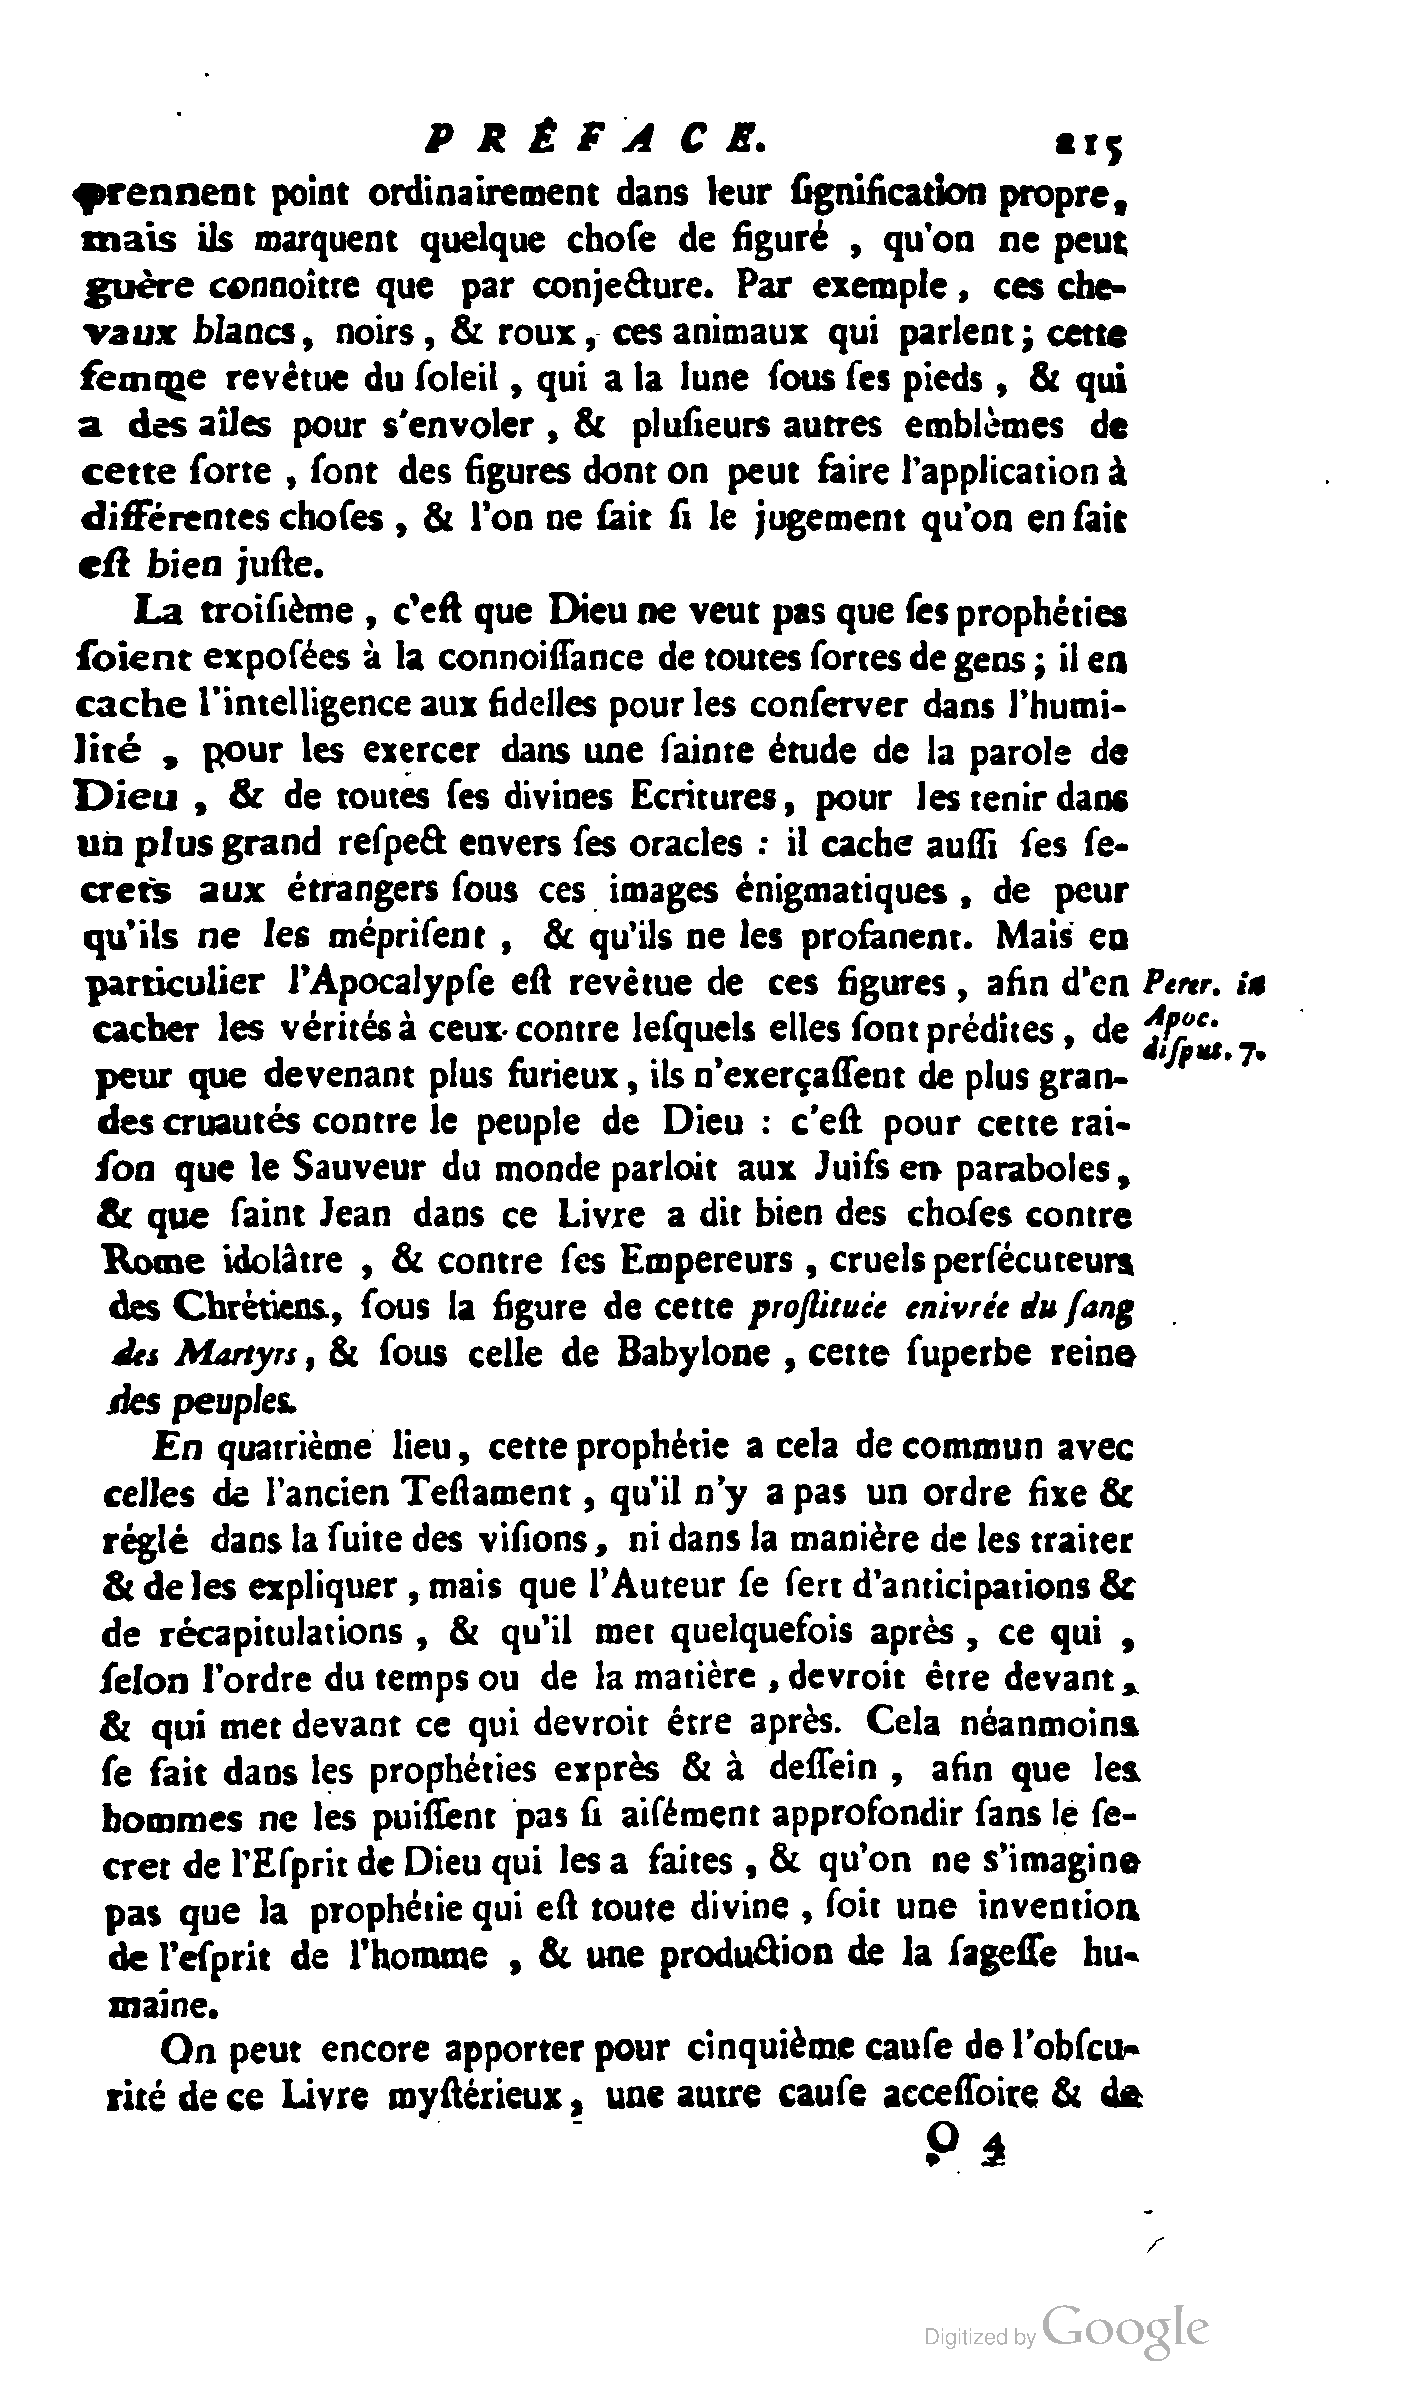 PRÉFACE. 215
prennent point ordinairement dans leur ſignification propre,
mais ils marquent quelque choſe de figuré , qu'on ne peut
guère connoître que par conjecture. Par exemple, ces che-
vaux blancs, noirs, & roux, ces animaux qui parlent; cette
femme revêtue du ſoleil, qui a la lune ſous ſes pieds, & qui
a des aîles pour s'envoler, & pluſieurs autres emblèmes de
cette ſorte, ſont des figures dont on peut faire l'application à
différentes choſes, & l'on ne ſait ſi le jugement qu'on en fait
eſt bien juſte.
La troiſième, c'eſt que Dieu ne veut pas que ſes prophéties
ſoient expoſées à la connoiſſance de toutes ſortes de gens; il en
cache l'intelligence aux fidelles pour les conſerver dans l'humi-
lité, pour les exercer dans une ſainte étude de la parole de
Dieu, & de toutes ſes divines Ecritures, pour les tenir dans
un plus grand reſpect envers ſes oracles : il cache auſſi ſes ſe-
crets aux étrangers ſous ces images énigmatiques, de peur
qu'ils ne les mépriſent, & qu'ils ne les profanent. Mais en
particulier l'Apocalypſe eſt revêtue de ces figures, afin d'en
cacher les vérités à ceux contre leſquels elles ſont prédites, de
peur que devenant plus furieux, ils n'exerçaſſent de plus gran-
des cruautés contre le peuple de Dieu : c'eſt pour cette rai-
ſon que le Sauveur du monde parloit aux Juifs en paraboles,
& que ſaint Jean dans ce Livre a dit bien des choſes contre
Rome idolâtre, & contre ſes Empereurs, cruels perſécuteurs
des Chrétiens, ſous la figure de cette proſtituée enivrée du ſang
des Martyrs, & ſous celle de Babylone, cette ſuperbe reine
des peuples.
En quatrième lieu, cette prophétie a cela de commun avec
celles de l'ancien Teſtament, qu'il n'y a pas un ordre fixe &
réglé dans la ſuite des viſions, ni dans la manière de les traiter
& de les expliquer, mais que l'Auteur ſe ſert d'anticipations &
de récapitulations, & qu'il met quelquefois après, ce qui,
ſelon l'ordre du temps ou de la matière, devroit être devant,
& qui met devant ce qui devroit être après. Cela néanmoins
ſe fait dans les prophéties exprès & à deſſein, afin que les
hommes ne les puiſſent pas ſi aiſément approfondir ſans le ſe-
cret de l'Eſprit de Dieu qui les a faites, & qu'on ne s'imagine
pas que la prophétie qui eſt toute divine, ſoit une invention
de l'eſprit de l'homme, & une production de la ſageſſe hu-
maine.
On peut encore apporter pour cinquième cauſe de l'obſcu-
rité de ce Livre myſtérieux, une autre cauſe acceſſoire & de
Perer. in
Apoc.
diſput. 7.
O 4
Digitized by Google